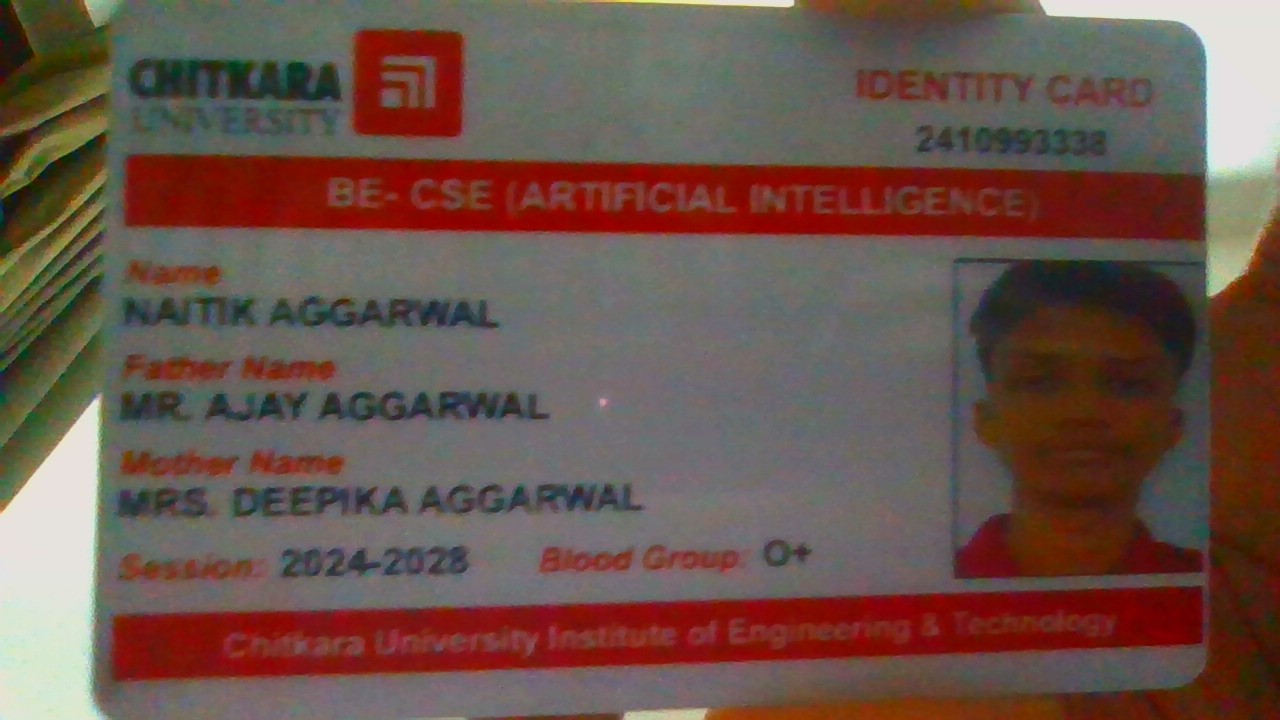 CHITKARA
UNIVERSITY
IDENTITY CARD
2410993338
BE- CSE (ARTIFICIAL INTELLIGENCE)
Name
NAITIK AGGARWAL
Father Name
MR. AJAY AGGARWAL
Mother Name
MRS. DEEPIKA AGGARWAL
Session: 2024-2028 Blood Group: O+
Chitkara University Institute of Engineering & Technology